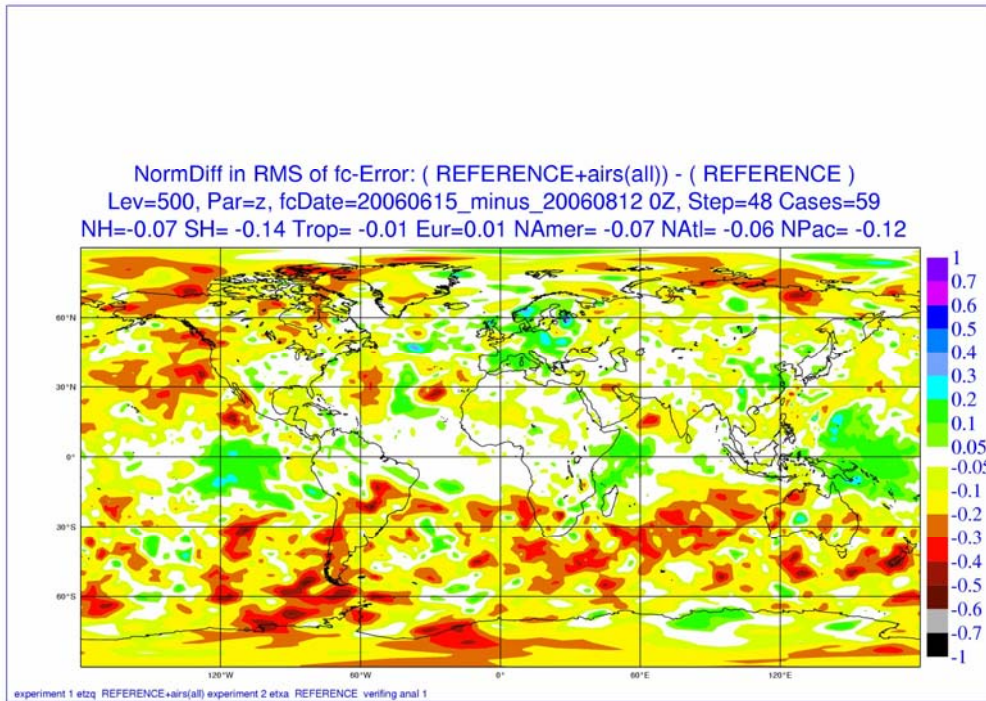 NormDiff in RMS of fc-Error: ( REFERENCE+airs(all)) - ( REFERENCE )
Lev=500, Par=z, fcDate=20060615_minus_20060812 0Z, Step=48 Cases=59
NH=-0.07 SH= -0.14 Trop= -0.01 Eur=0.01 NAmer= -0.07 NAtl= -0.06 NPac= -0.12
60°N
30°N
0°
30°S
60°S
120°W
60°W
0°
60°E
120°E
1
0.7
0.6
0.5
0.4
0.3
0.2
0.1
0.05
-0.05
-0.1
-0.2
-0.3
-0.4
-0.5
-0.6
-0.7
-1
experiment 1 etzq REFERENCE+airs(all) experiment 2 etxa REFERENCE verifing anal 1